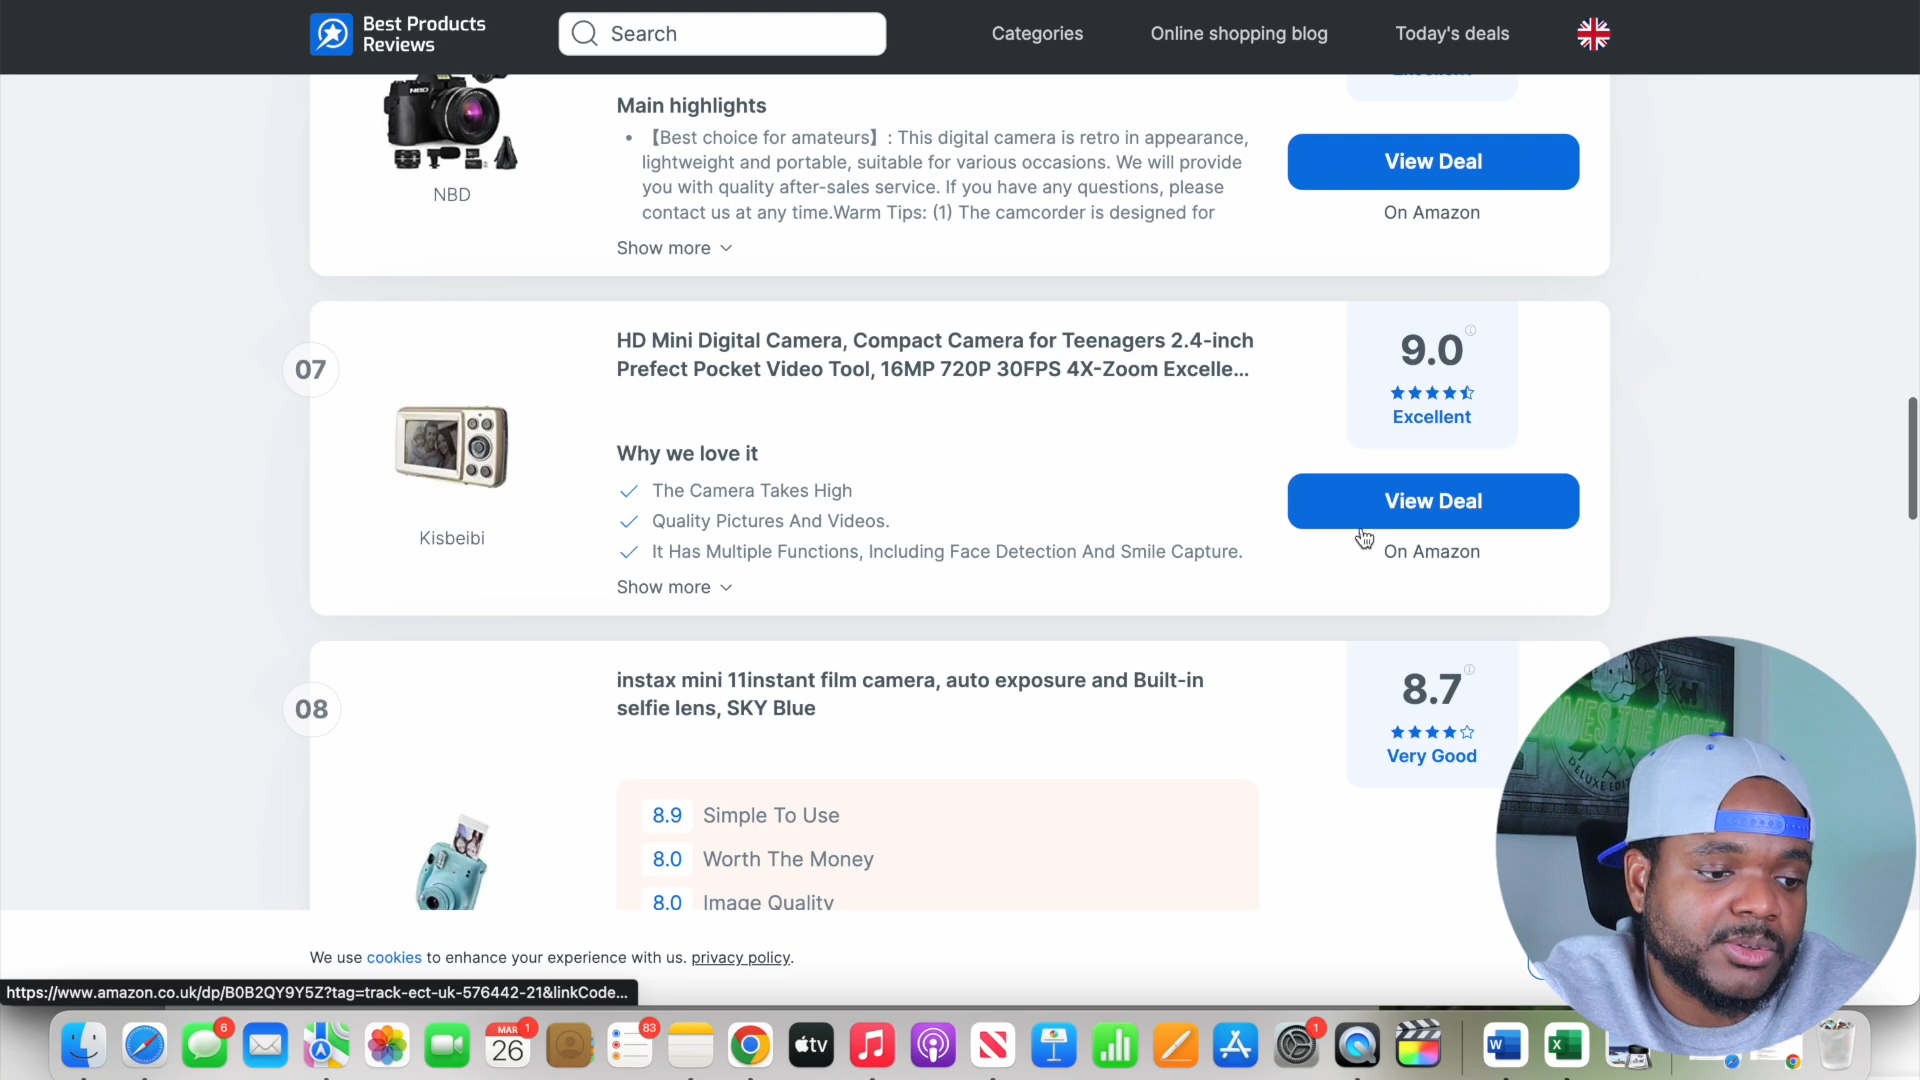 Best Products
Reviews
Search
Categories
Online shopping blog
Today's deals
Main highlights
• 【Best choice for amateurs】: This digital camera is retro in appearance,
lightweight and portable, suitable for various occasions. We will provide
you with quality after-sales service. If you have any questions, please
contact us at any time.Warm Tips: (1) The camcorder is designed for
Show more
NBD
View Deal
On Amazon
07
HD Mini Digital Camera, Compact Camera for Teenagers 2.4-inch
Prefect Pocket Video Tool, 16MP 720P 30FPS 4X-Zoom Excelle...
Kisbeibi
Why we love it
The Camera Takes High
Quality Pictures And Videos.
It Has Multiple Functions, Including Face Detection And Smile Capture.
Show more
9.0
Excellent
View Deal
On Amazon
08
instax mini 11instant film camera, auto exposure and Built-in
selfie lens, SKY Blue
8.9 Simple To Use
8.0 Worth The Money
8.0 Image Quality
8.7
Very Good
We use cookies to enhance your experience with us. privacy policy.
https://www.amazon.co.uk/dp/B0B2QY9Y5Z?tag=track-ect-uk-576442-21&linkCode...
6
MAR
26
1
83
tv
1
W
X